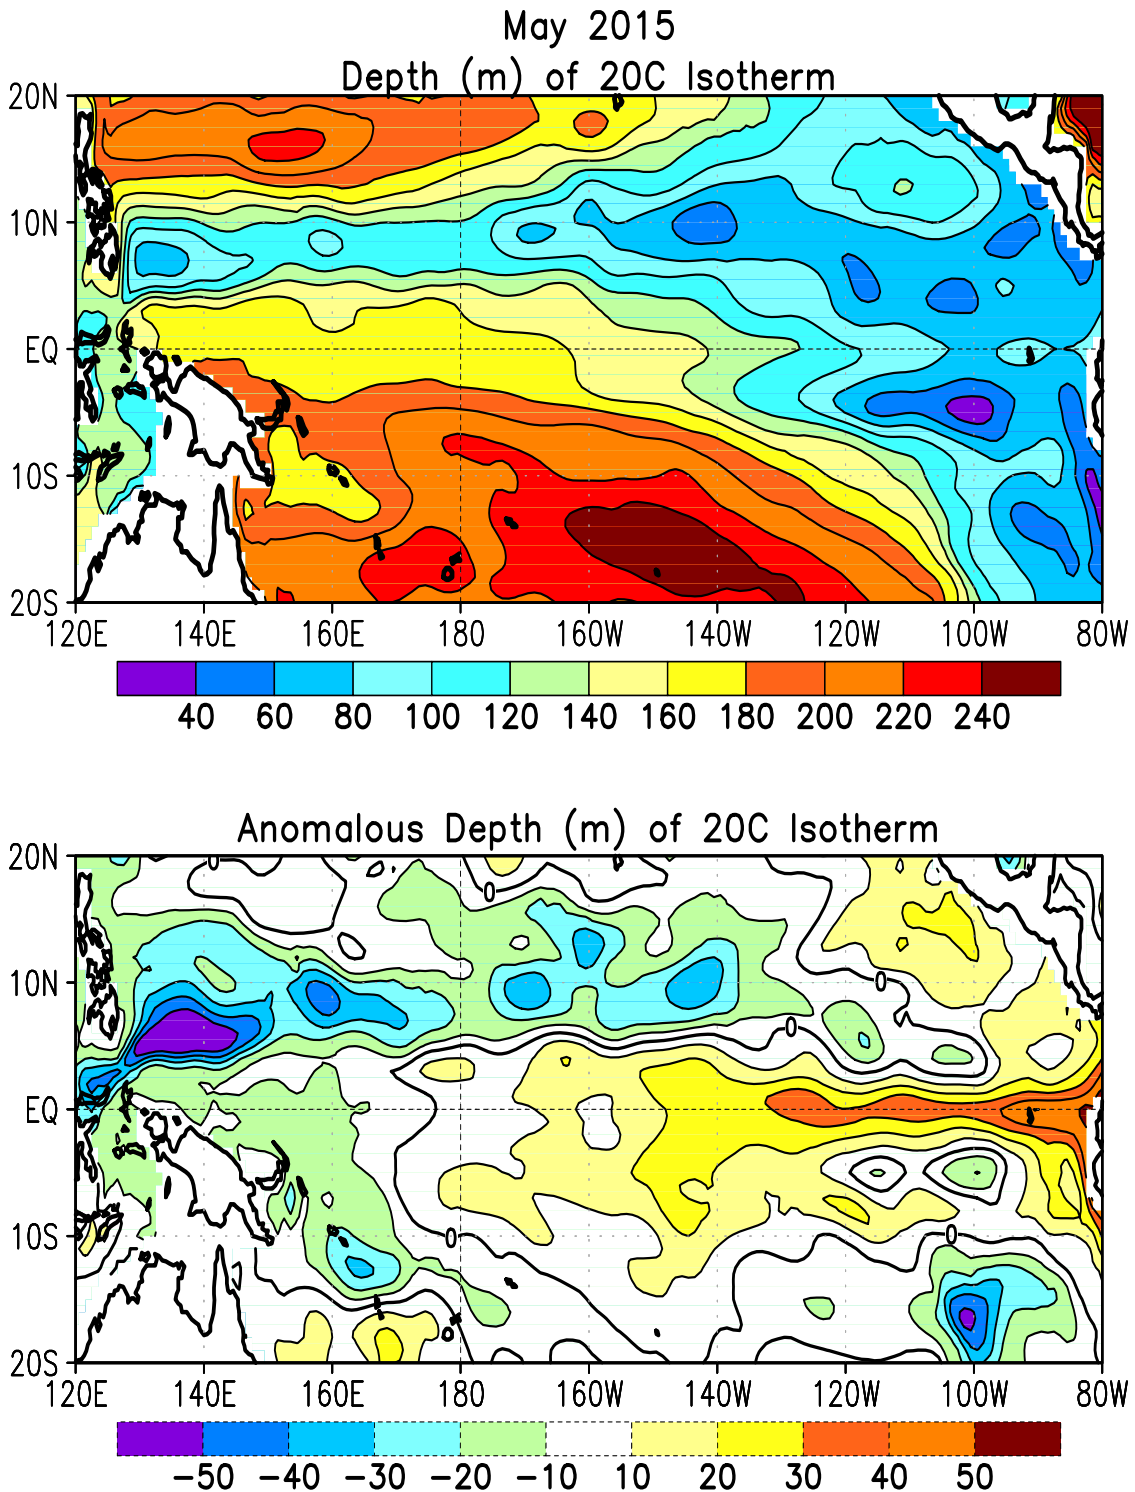 May 2015
Depth (m) of 20C Isotherm
20N
10N
EQ
10S
20S
120E 140E 160E 180 160W 140W 120W 100W 80W
40 60 80 100 120 140 160 180 200 220 240
Anomalous Depth (m) of 20C Isotherm
20N
0
0
10N
0
0
EQ
10S
0
0
20S
120E 140E 160E 180 160W 140W 120W 100W 80W
−50 −40 −30 −20 −10 10 20 30 40 50